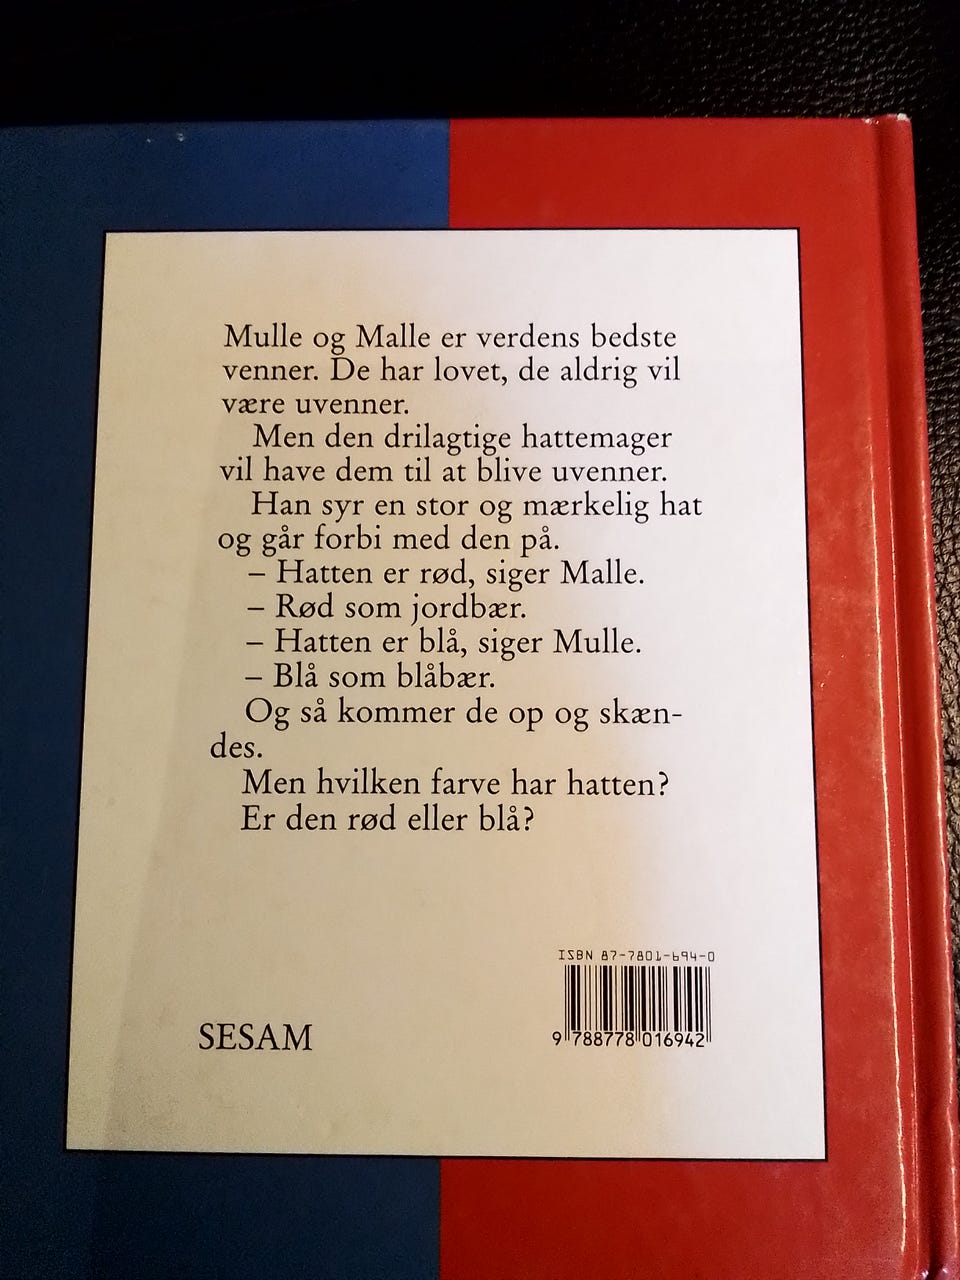 Mulle og Malle er verdens bedste
venner. De har lovet, de aldrig vil
være uvenner.
Men den drilagtige hattemager
vil have dem til at blive uvenner.
Han syr en stor og mærkelig hat
og går forbi med den på.
– Hatten er rød, siger Malle.
– Rød som jordbær.
– Hatten er blå, siger Mulle.
– Blå som blåbær.
Og så kommer de op og skæn-
des.
Men hvilken farve har hatten?
Er den rød eller blå?
ISBN 87-7801-694-0
9 788778 016942
SESAM